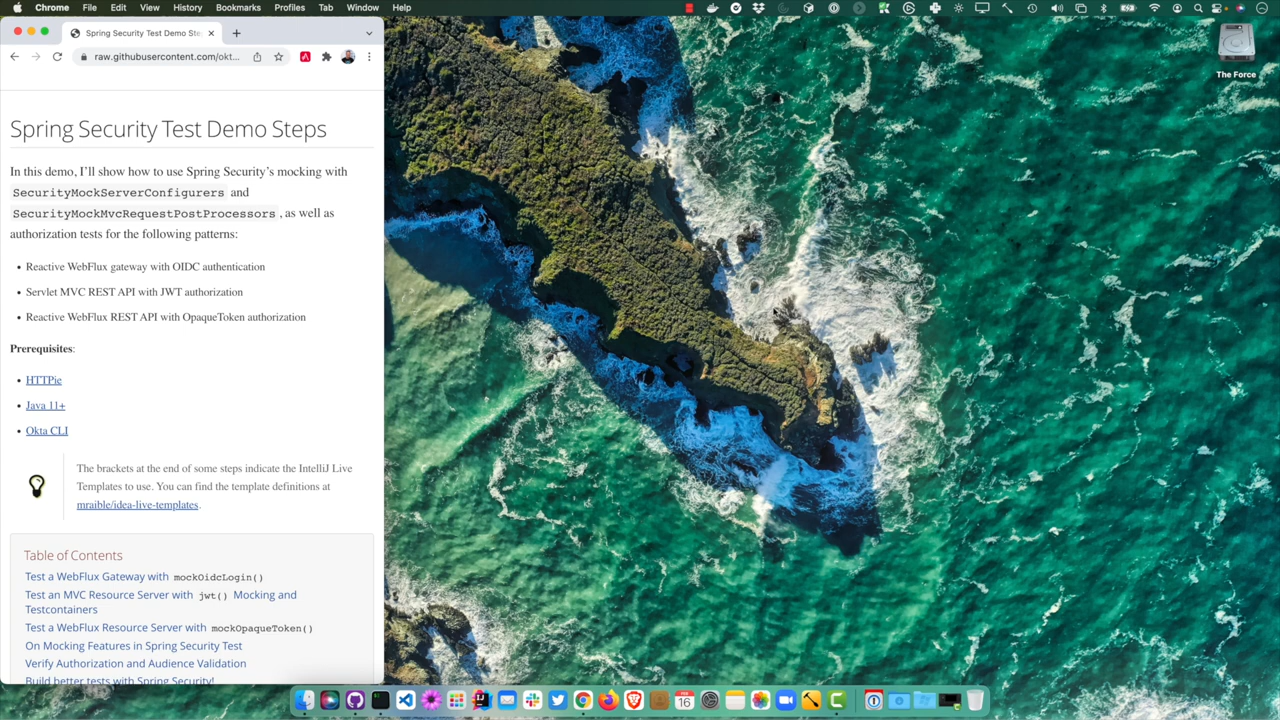 Chrome File Edit View History Bookmarks Profiles Tab Window Help
Spring Security Test Demo Ste
raw.githubusercontent.com/okt...
The Force
Spring Security Test Demo Steps
In this demo, I'll show how to use Spring Security's mocking with
SecurityMockServerConfigurers and
SecurityMockMvcRequestPostProcessors , as well as
authorization tests for the following patterns:
• Reactive WebFlux gateway with OIDC authentication
• Servlet MVC REST API with JWT authorization
• Reactive WebFlux REST API with OpaqueToken authorization
Prerequisites:
• HTTPie
• Java 11+
• Okta CLI
The brackets at the end of some steps indicate the IntelliJ Live
Templates to use. You can find the template definitions at
mraible/idea-live-templates.
Table of Contents
Test a WebFlux Gateway with mockOidcLogin()
Test an MVC Resource Server with jwt() Mocking and
Testcontainers
Test a WebFlux Resource Server with mockOpaqueToken()
On Mocking Features in Spring Security Test
Verify Authorization and Audience Validation
Build better tests with Spring Security!
16